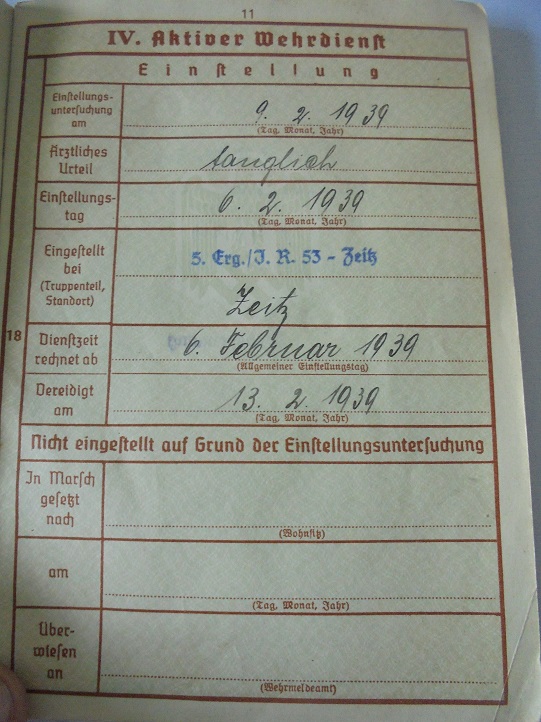 11
IV. Aktiver Wehrdienst
Einstellung
Einstellungs-
untersuchung
am
9. 2. 1939
(Tag, Monat, Jahr)
Ärztliches
Urteil
tauglich
Einstellungs-
tag
6. 2. 1939
(Tag, Monat, Jahr)
Eingestellt
bei
(Truppenteil,
Standort)
5. Erg./J. R. 53 - Zeitz
Zeitz
18
Dienstzeit
rechnet ab
6. Februar 1939
(Allgemeiner Einstellungstag)
Vereidigt
am
13. 2. 1939
(Tag, Monat, Jahr)
Nicht eingestellt auf Grund der Einstellungsuntersuchung
In Marsch
gesetzt
nach
(Wohnsitz)
am
(Tag, Monat, Jahr)
Über-
wiesen
an
(Wehrmeldeamt)